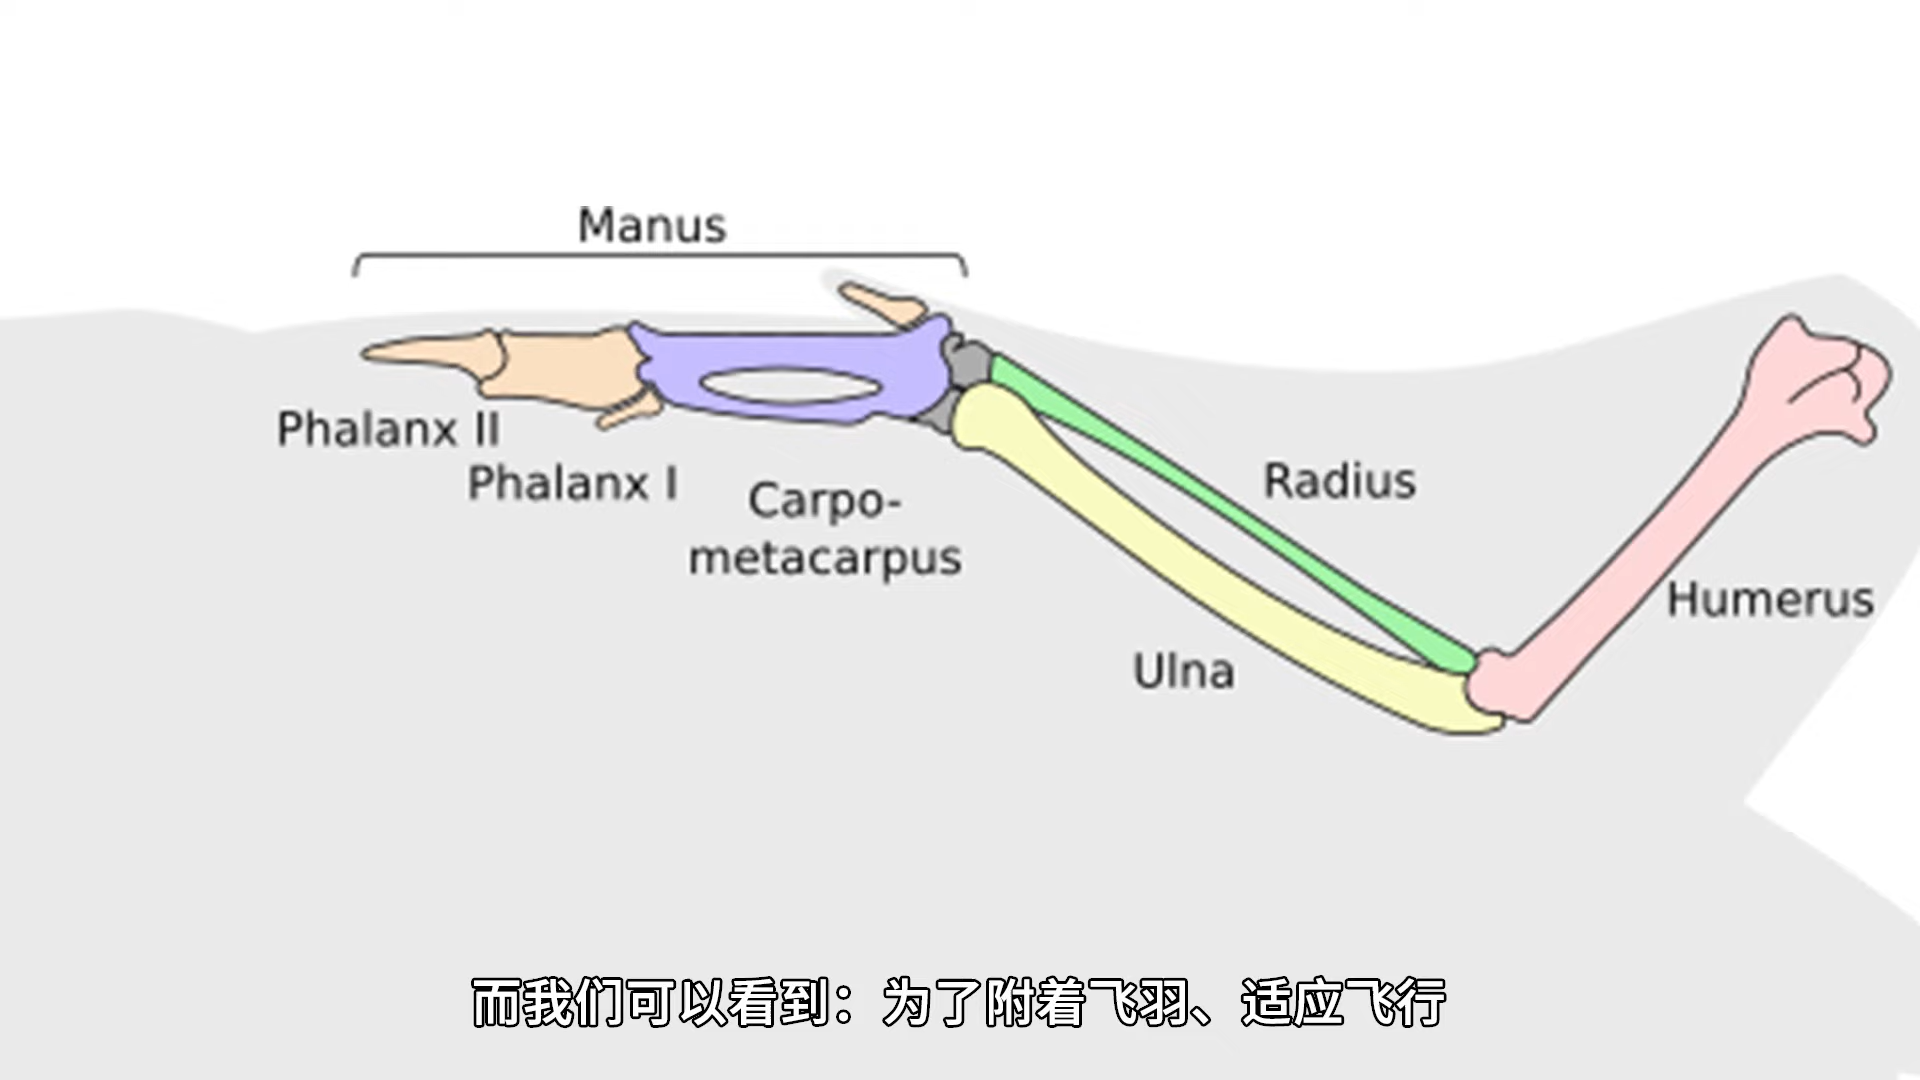 Manus
Phalanx II
Phalanx I
Carpo-
metacarpus
Radius
Ulna
Humerus
而我们可以看到：为了附着飞羽、适应飞行